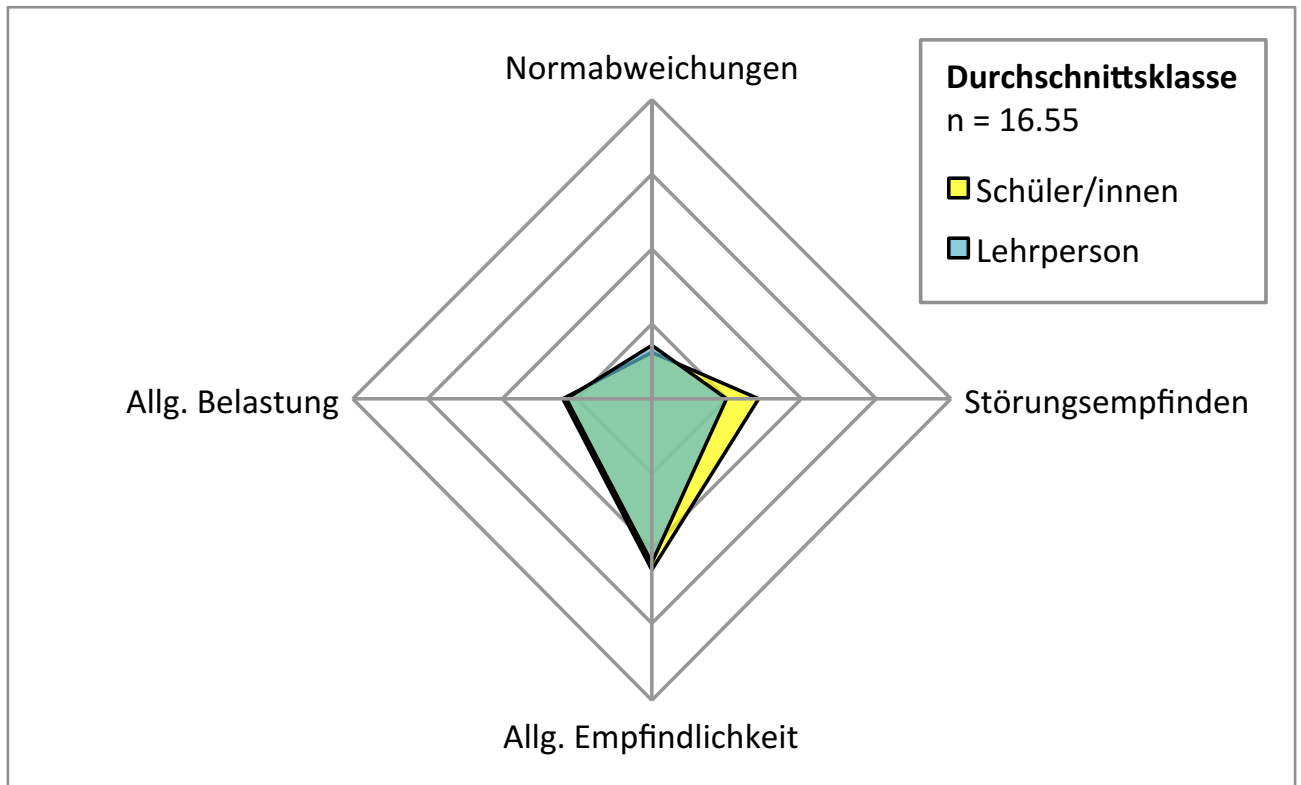 Normabweichungen
Durchschnittsklasse
n = 16.55
Schüler/innen
Lehrperson
Allg. Belastung
Störungsempfinden
Allg. Empfindlichkeit